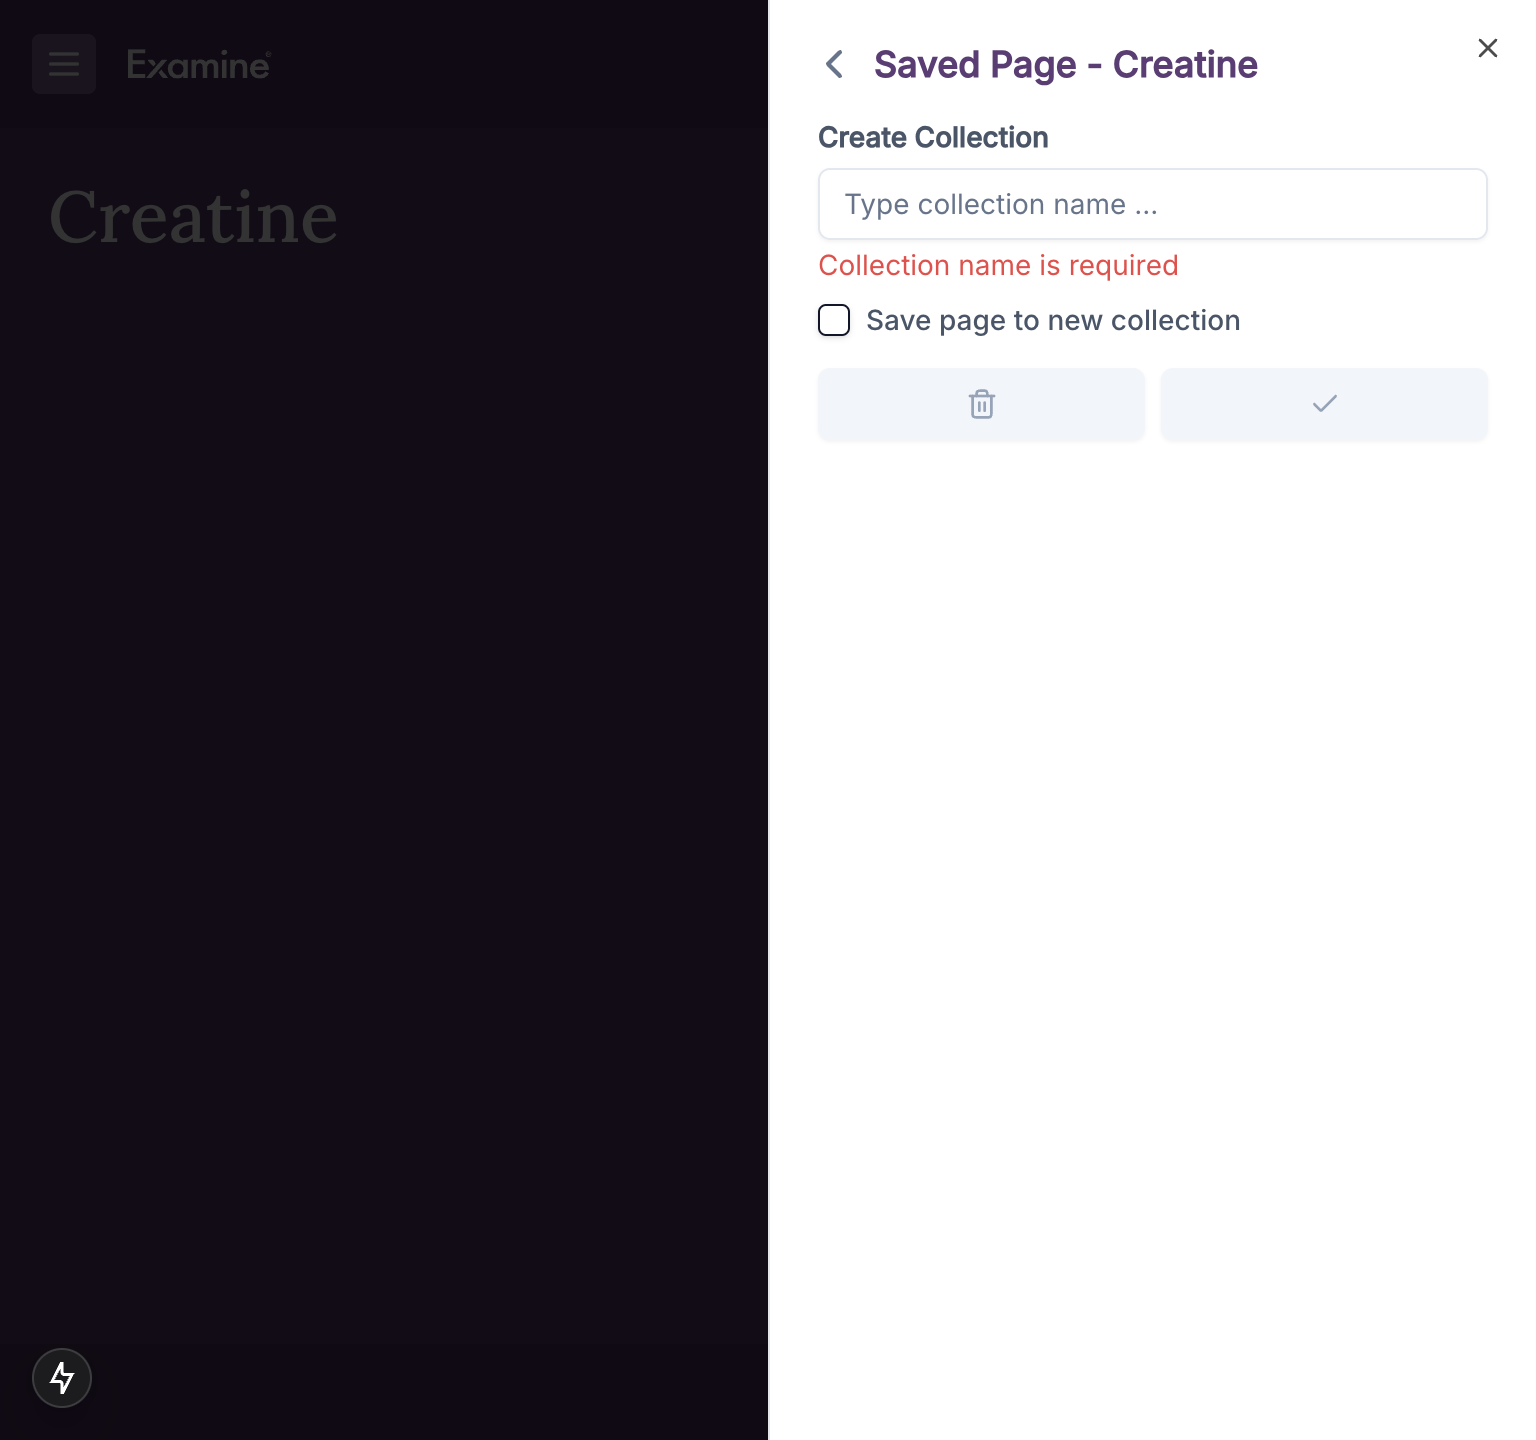 Examine®
Creatine
Saved Page - Creatine
Create Collection
Type collection name ...
Collection name is required
Save page to new collection